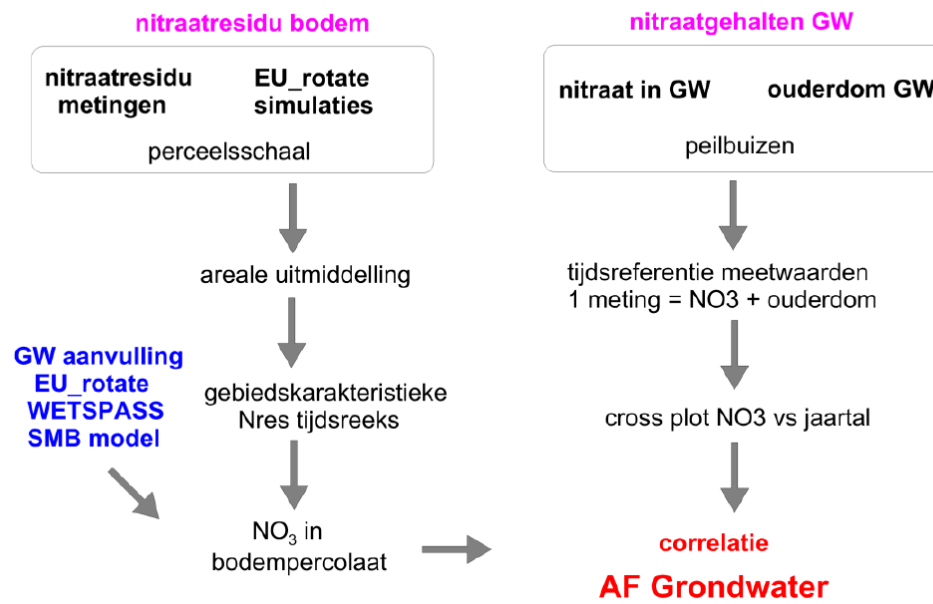 nitraatresidu bodem
nitraatresidu
metingen
EU_rotate
simulaties
perceelsschaal
areale uitmiddelling
GW aanvulling
EU_rotate
WETSPASS
SMB model
gebiedskarakteristieke
Nres tijdsreeks
NO₃ in
bodempercolaat
nitraatgehalten GW
nitraat in GW
ouderdom GW
peilbuizen
tijdsreferentie meetwaarden
1 meting = NO3 + ouderdom
cross plot NO3 vs jaartal
correlatie
AF Grondwater